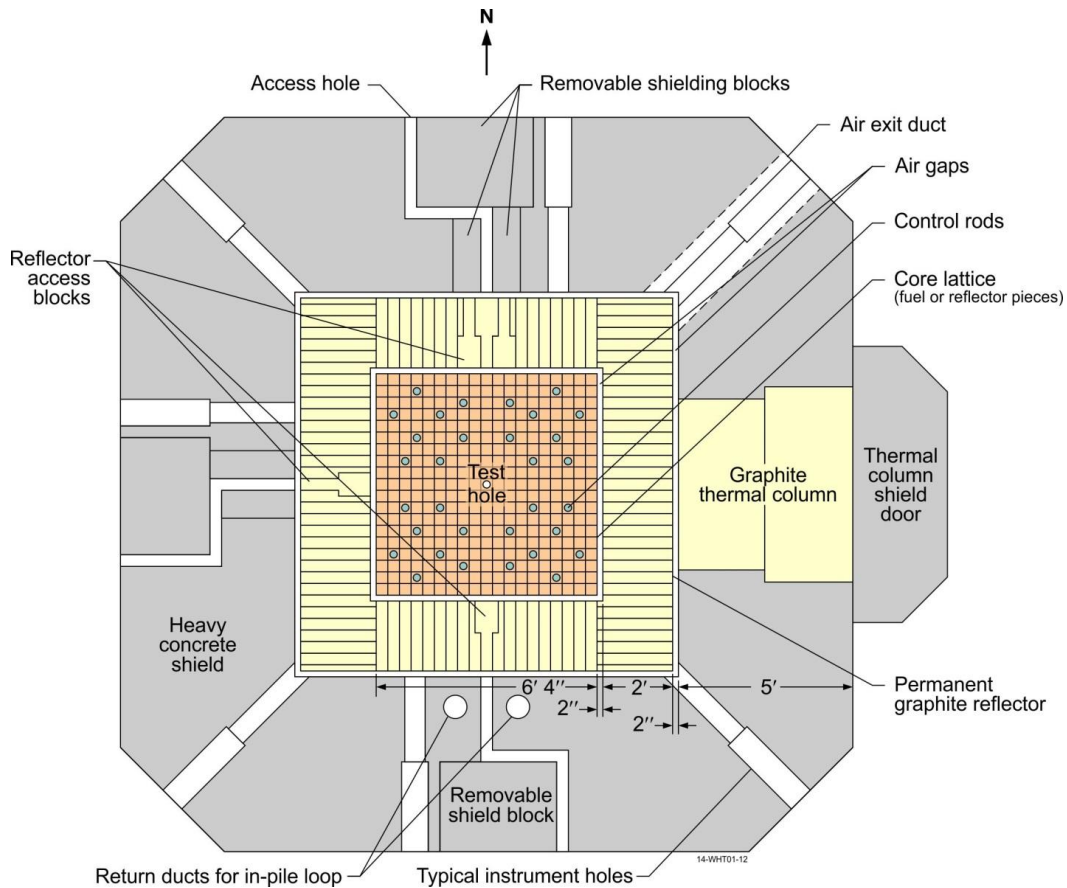 N
Access hole
Removable shielding blocks
Air exit duct
Air gaps
Control rods
Core lattice
(fuel or reflector pieces)
Reflector
access
blocks
Test
hole
Graphite
thermal column
Thermal
column
shield
door
Heavy
concrete
shield
6′ 4′′
2′
5′
2′′
2′′
Permanent
graphite reflector
Removable
shield block
14-WHT01-12
Return ducts for in-pile loop
Typical instrument holes